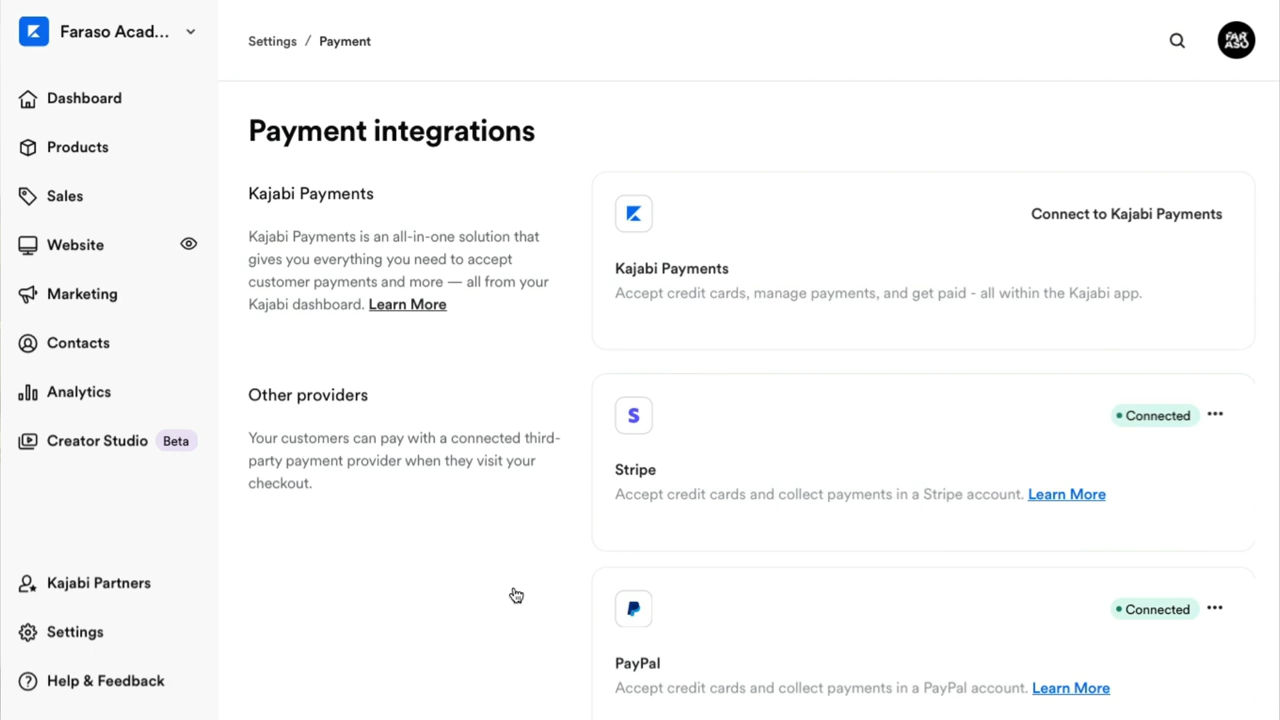 Faraso Acad...
Settings / Payment
FAR
ASO
Dashboard
Products
Sales
Website
Marketing
Contacts
Analytics
Creator Studio Beta
Kajabi Partners
Settings
Help & Feedback
Payment integrations
Kajabi Payments
Kajabi Payments is an all-in-one solution that
gives you everything you need to accept
customer payments and more — all from your
Kajabi dashboard. Learn More
Connect to Kajabi Payments
Kajabi Payments
Accept credit cards, manage payments, and get paid - all within the Kajabi app.
Other providers
Your customers can pay with a connected third-
party payment provider when they visit your
checkout.
S
Connected
Stripe
Accept credit cards and collect payments in a Stripe account. Learn More
Connected
PayPal
Accept credit cards and collect payments in a PayPal account. Learn More